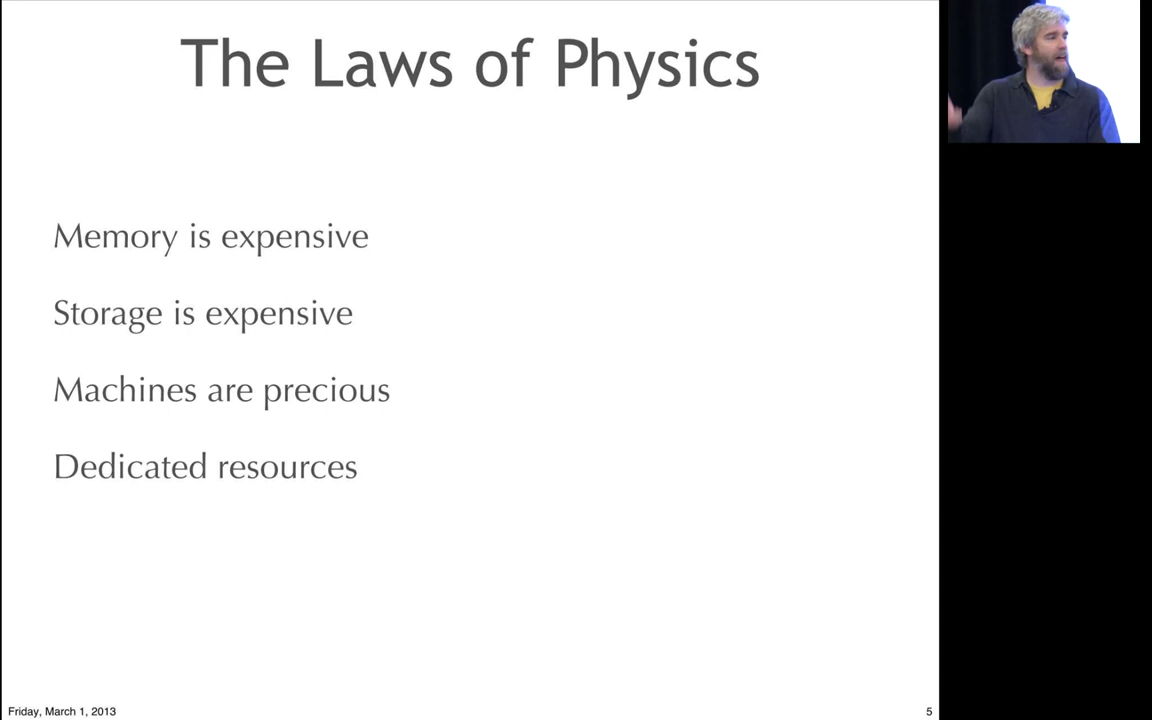 The Laws of Physics
Memory is expensive
Storage is expensive
Machines are precious
Dedicated resources
Friday, March 1, 2013
5